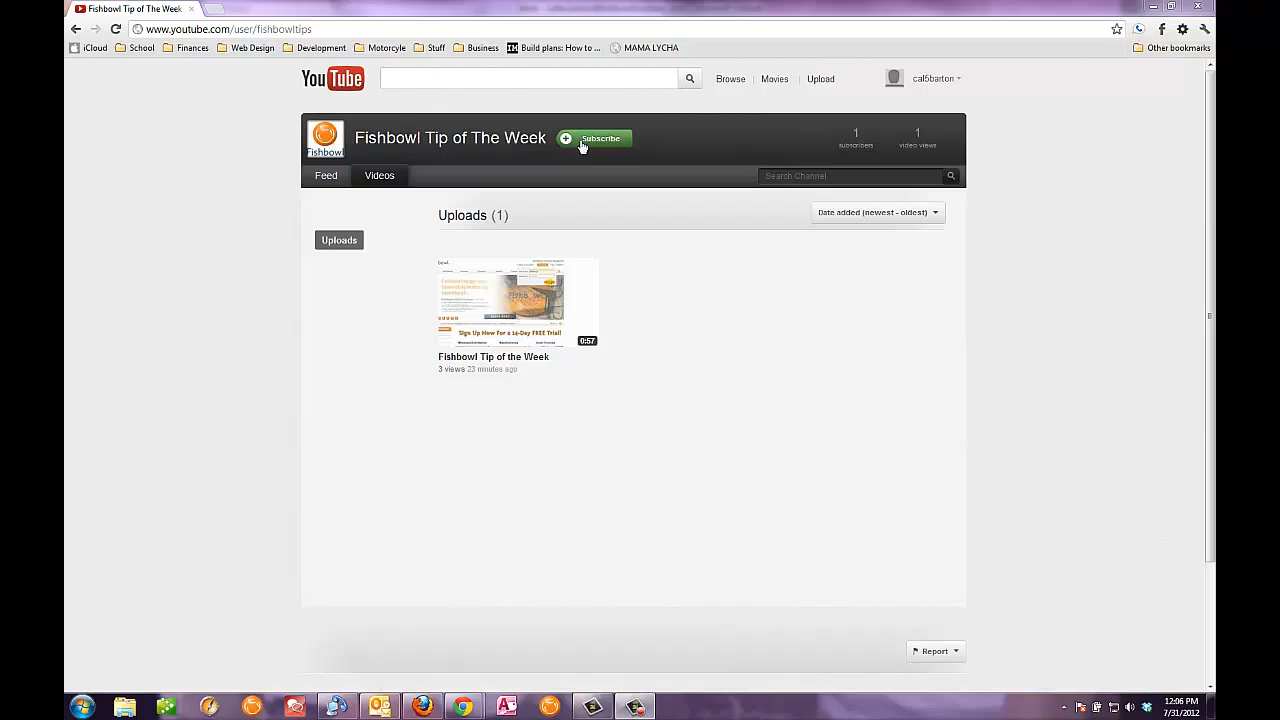 Fishbowl Tip of The Week
www.youtube.com/user/fishbowltips
iCloud School Finances Web Design Development Motorcyle Stuff Business IM Build plans: How to ... MAMA LYCHA Other bookmarks
YouTube Browse Movies Upload cal5barton
Fishbowl
Fishbowl Tip of The Week Subscribe
1 subscribers
1 video views
Feed Videos Search Channel
Uploads (1) Date added (newest - oldest)
Uploads
Sign Up Now For a 14-Day FREE Trial!
0:57
Fishbowl Tip of the Week
3 views 23 minutes ago
Report
12:06 PM
7/31/2012